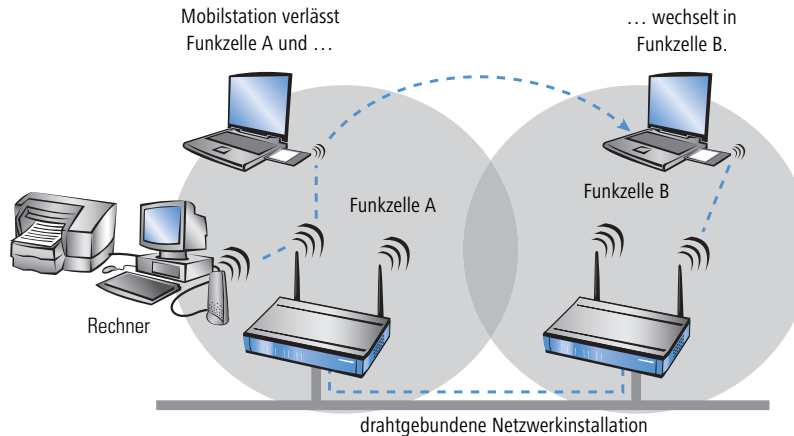 Mobilstation verlässt
Funkzelle A und …
… wechselt in
Funkzelle B.
Funkzelle A
Funkzelle B
Rechner
drahtgebundene Netzwerkinstallation